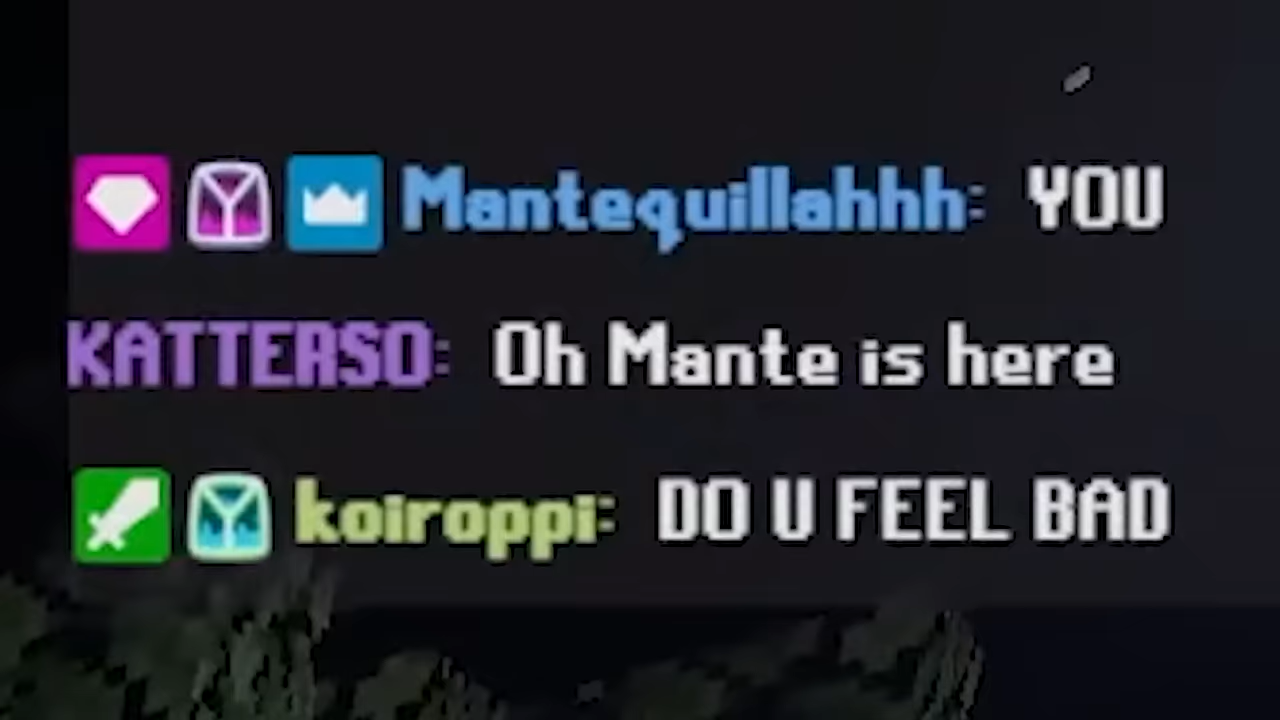 Mantequillahhh: YOU
KATTERSO: Oh Mante is here
koiroppi: DO U FEEL BAD